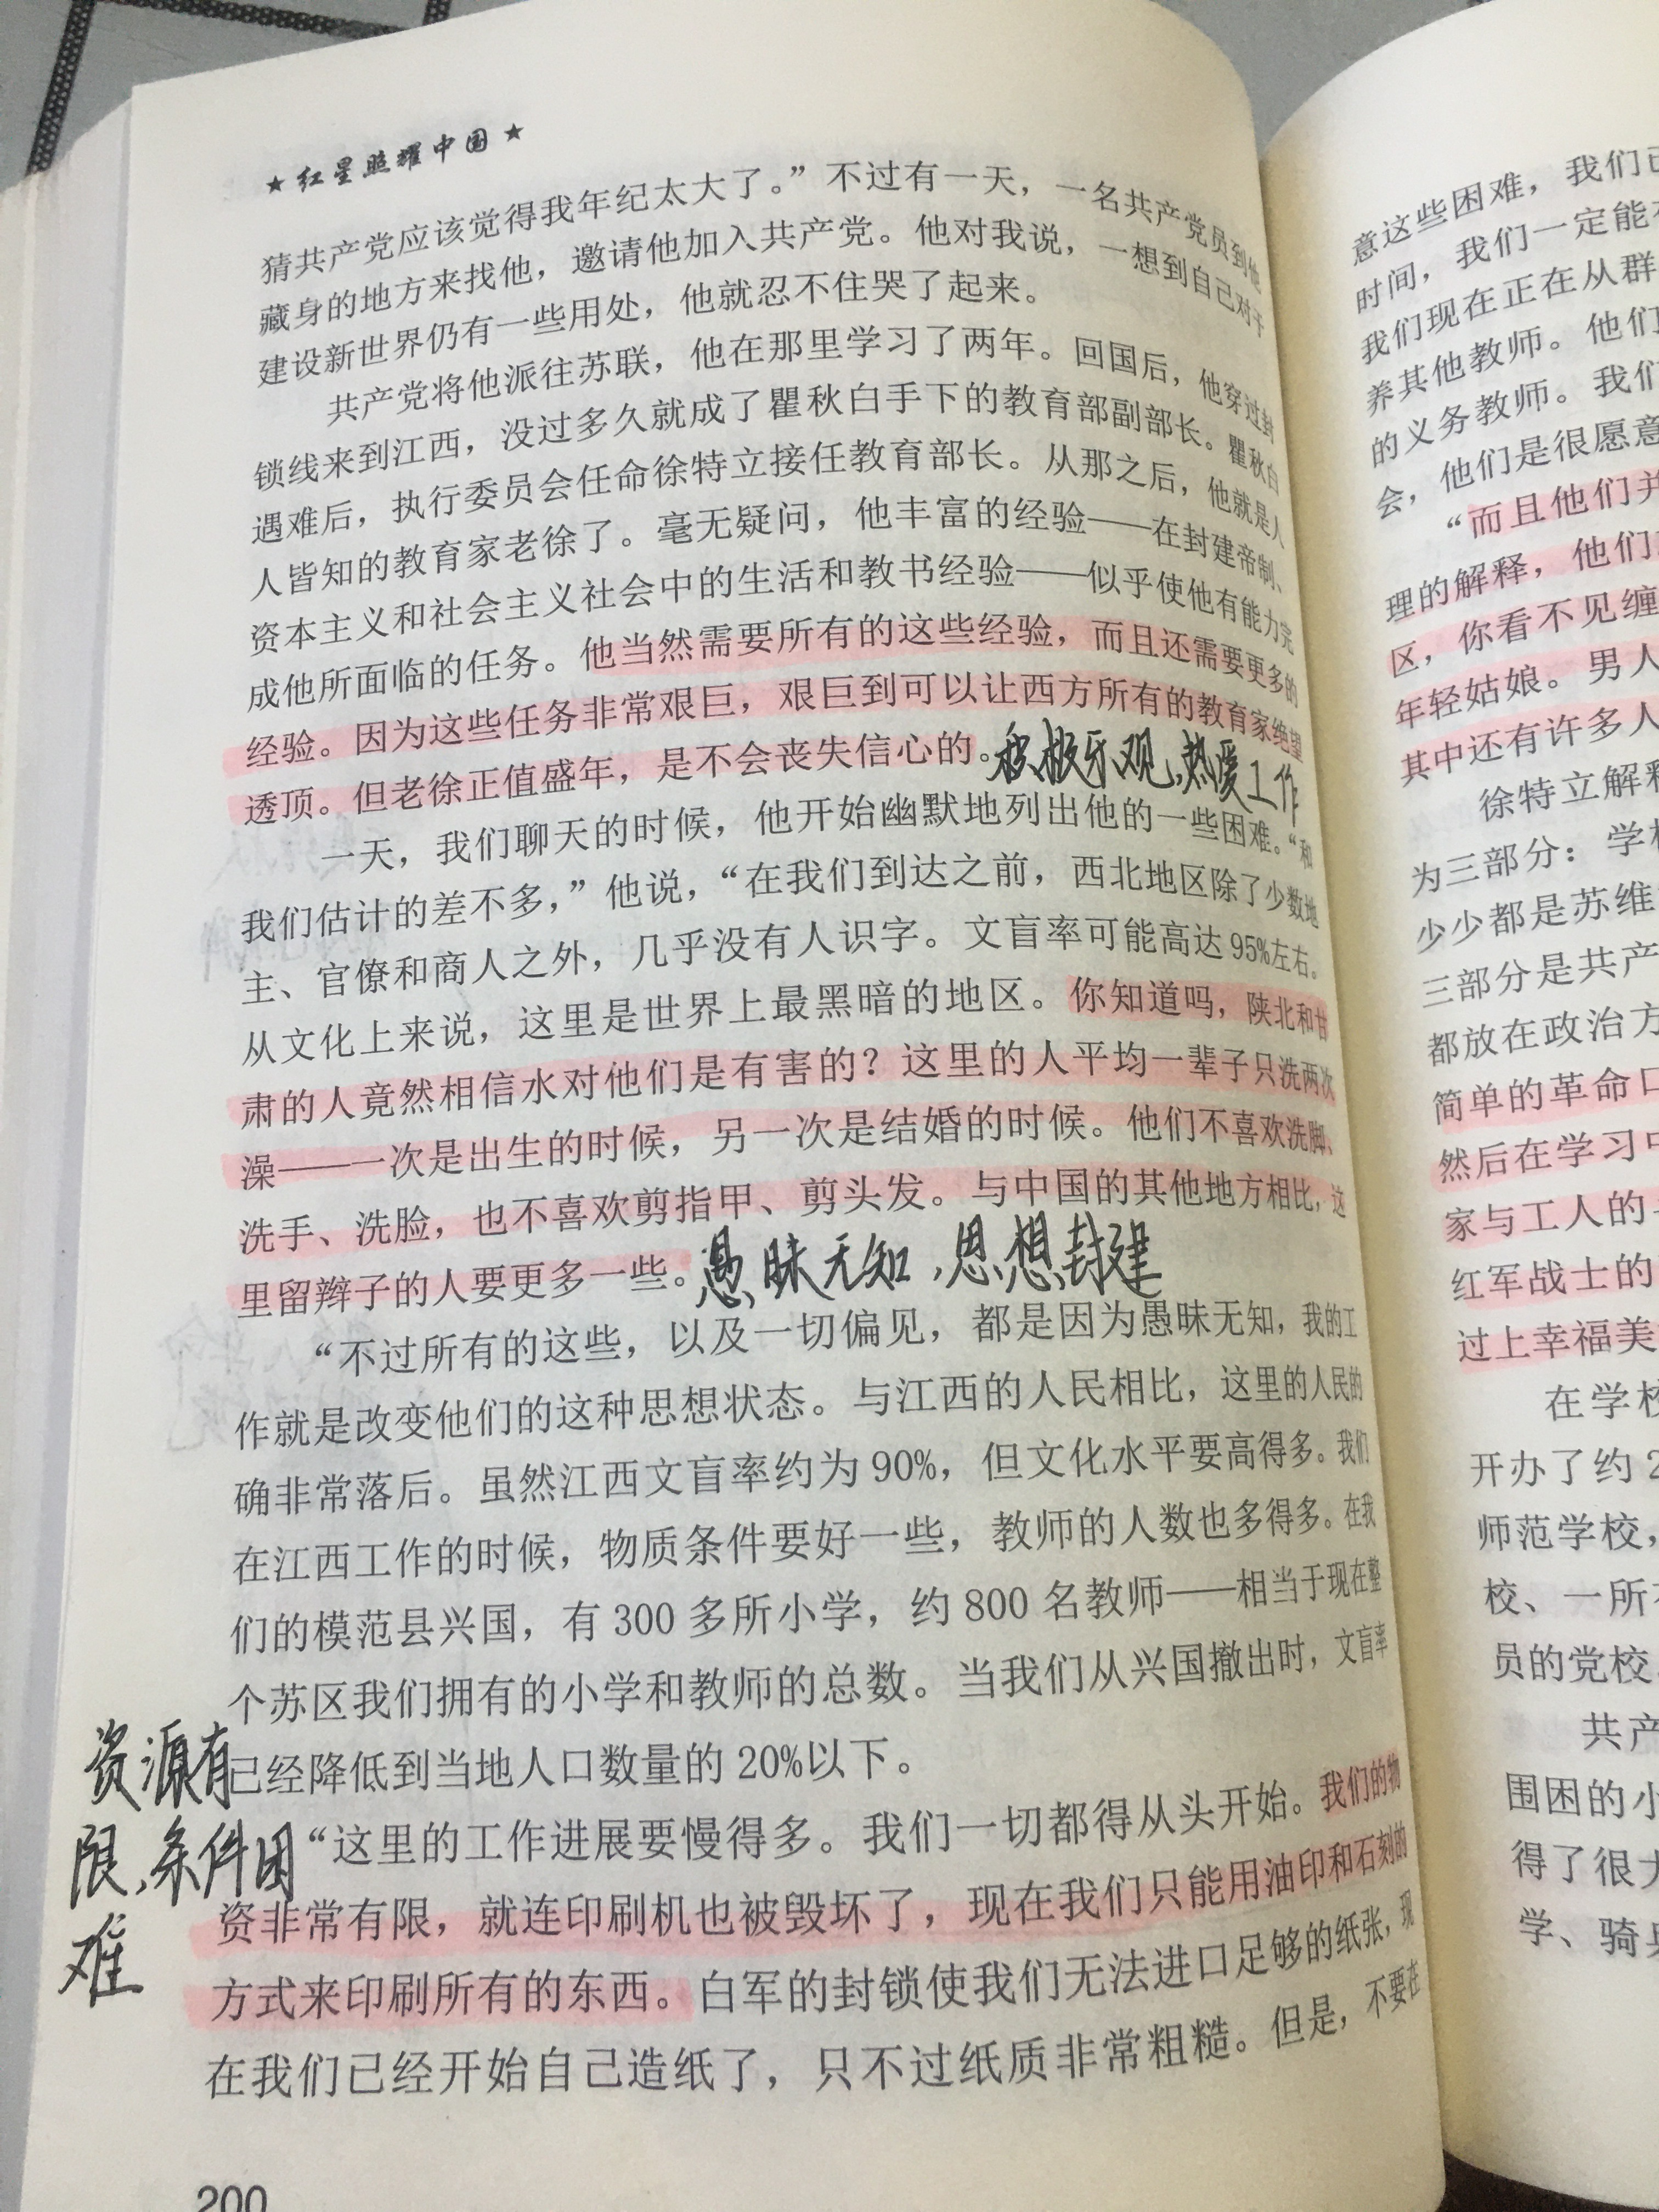 ★红星照耀中国★
猜共产党应该觉得我年纪太大了。”不过有一天，一名共产党员到他
藏身的地方来找他，邀请他加入共产党。他对我说，一想到自己对于
建设新世界仍有一些用处，他就忍不住哭了起来。
共产党将他派往苏联，他在那里学习了两年。回国后，他穿过封
锁线来到江西，没过多久就成了瞿秋白手下的教育部副部长。瞿秋白
遇难后，执行委员会任命徐特立接任教育部长。从那之后，他就是人
人皆知的教育家老徐了。毫无疑问，他丰富的经验——在封建帝制、
资本主义和社会主义社会中的生活和教书经验——似乎使他有能力完
成他所面临的任务。他当然需要所有的这些经验，而且还需要更多的
经验。因为这些任务非常艰巨，艰巨到可以让西方所有的教育家绝望
透顶。但老徐正值盛年，是不会丧失信心的。积极乐观，热爱工作
一天，我们聊天的时候，他开始幽默地列出他的一些困难。“和
我们估计的差不多，”他说，“在我们到达之前，西北地区除了少数地
主、官僚和商人之外，几乎没有人识字。文盲率可能高达95%左右。
从文化上来说，这里是世界上最黑暗的地区。你知道吗，陕北和甘
肃的人竟然相信水对他们是有害的？这里的人平均一辈子只洗两次
澡——一次是出生的时候，另一次是结婚的时候。他们不喜欢洗脚、
洗手、洗脸，也不喜欢剪指甲、剪头发。与中国的其他地方相比，这
里留辫子的人要更多一些。愚昧无知，思想封建
“不过所有的这些，以及一切偏见，都是因为愚昧无知，我的工
作就是改变他们的这种思想状态。与江西的人民相比，这里的人民的
确非常落后。虽然江西文盲率约为90%，但文化水平要高得多。我们
在江西工作的时候，物质条件要好一些，教师的人数也多得多。在我
们的模范县兴国，有300多所小学，约800名教师——相当于现在整
个苏区我们拥有的小学和教师的总数。当我们从兴国撤出时，文盲率
已经降低到当地人口数量的20%以下。
“这里的工作进展要慢得多。我们一切都得从头开始。我们的物
资非常有限，就连印刷机也被毁坏了，现在我们只能用油印和石刻的
方式来印刷所有的东西。白军的封锁使我们无法进口足够的纸张，现
在我们已经开始自己造纸了，只不过纸质非常粗糙。但是，不要在
资源有
限，条件困
难
200
意这些困难，我们已
时间，我们一定能
我们现在正在从群
养其他教师。他们
的义务教师。我们
会，他们是很愿意
“而且他们并
理的解释，他们
区，你看不见缠
年轻姑娘。男人
其中还有许多人
徐特立解释
为三部分：学校
少少都是苏维
三部分是共产
都放在政治方
简单的革命口
然后在学习中
家与工人的
红军战士的
过上幸福美
在学校
开办了约2
师范学校，
校、一所
员的党校
共产
围困的小
得了很大
学、骑兵